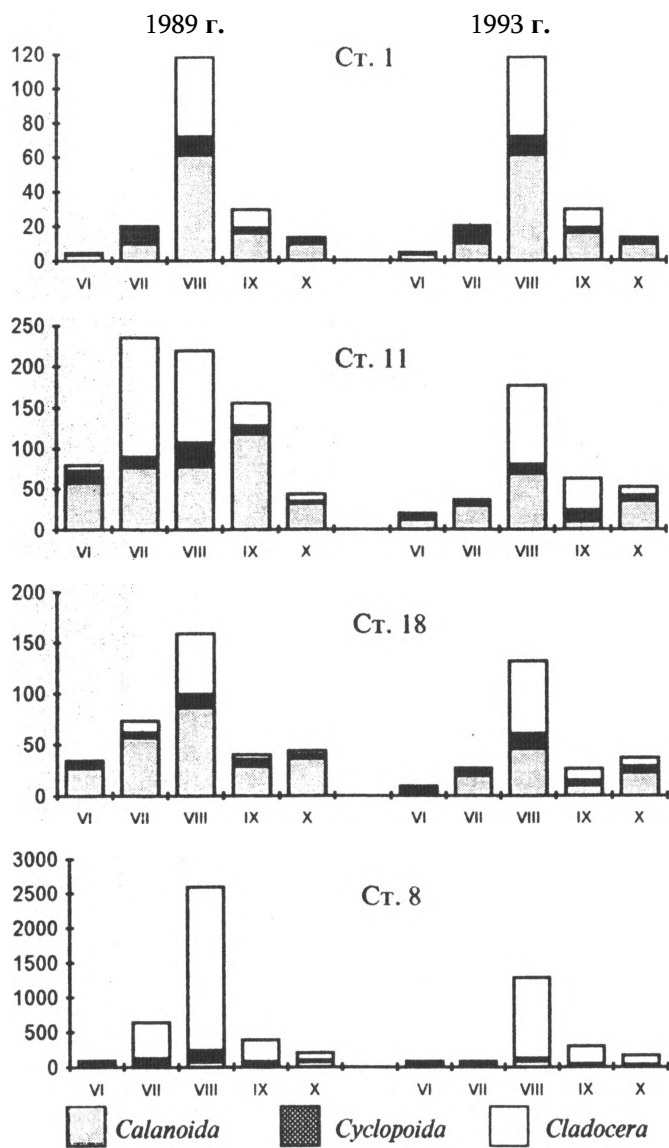 1989 г. 1993 г.
Ст. 1
120
100
80
60
40
20
0
VI VII VIII IX X VI VII VIII IX X
Ст. 11
250
200
150
100
50
0
VI VII VIII IX X VI VII VIII IX X
Ст. 18
200
150
100
50
0
VI VII VIII IX X VI VII VIII IX X
Ст. 8
3000
2500
2000
1500
1000
500
0
VI VII VIII IX X VI VII VIII IX X
Calanoida Cyclopoida Cladocera